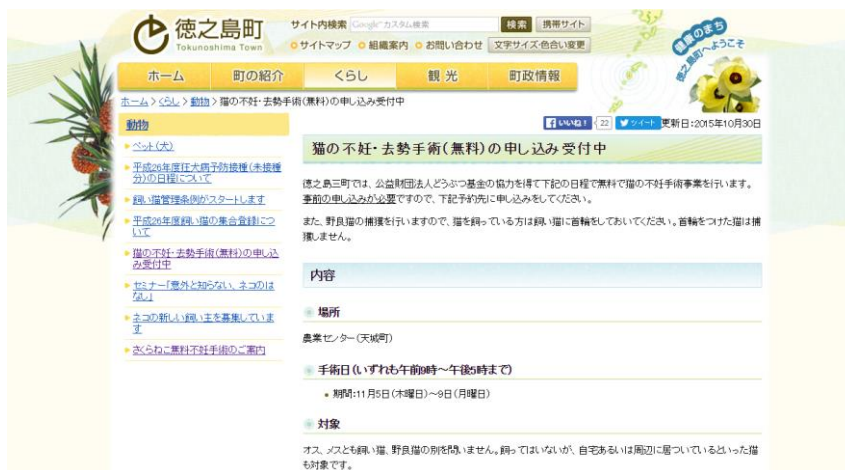 徳之島町
Tokunoshima Town
サイト内検索 Google™カスタム検索 検索 携帯サイト
サイトマップ 組織案内 お問い合わせ 文字サイズ・色合い変更
健康のまち
徳之島町へようこそ
ホーム 町の紹介 くらし 観光 町政情報
ホーム > くらし > 動物 > 猫の不妊・去勢手術(無料)の申し込み受付中
いいね! 22 ツイート 更新日:2015年10月30日
動物
ペット(犬)
平成26年度狂犬病予防接種(未接種
分)の日程について
飼い猫管理条例がスタートします
平成26年度飼い猫の集合登録につ
いて
猫の不妊・去勢手術(無料)の申し込
み受付中
セミナー「意外と知らない、ネコのは
なし」
ネコの新しい飼い主を募集していま
す
さくらねこ無料不妊手術のご案内
猫の不妊・去勢手術(無料)の申し込み受付中
徳之島三町では、公益財団法人どうぶつ基金の協力を得て下記の日程で無料で猫の不妊手術事業を行います。
事前の申し込みが必要ですので、下記予約先に申し込みをしてください。
また、野良猫の捕獲を行いますので、猫を飼っている方は飼い猫に首輪をしておいてください。首輪をつけた猫は捕
獲しません。
内容
場所
農業センター(天城町)
手術日(いずれも午前9時～午後5時まで)
期間:11月5日(木曜日)～9日(月曜日)
対象
オス、メスとも飼い猫、野良猫の別を問いません。飼ってはいないが、自宅あるいは周辺に居ついているといった猫
も対象です。